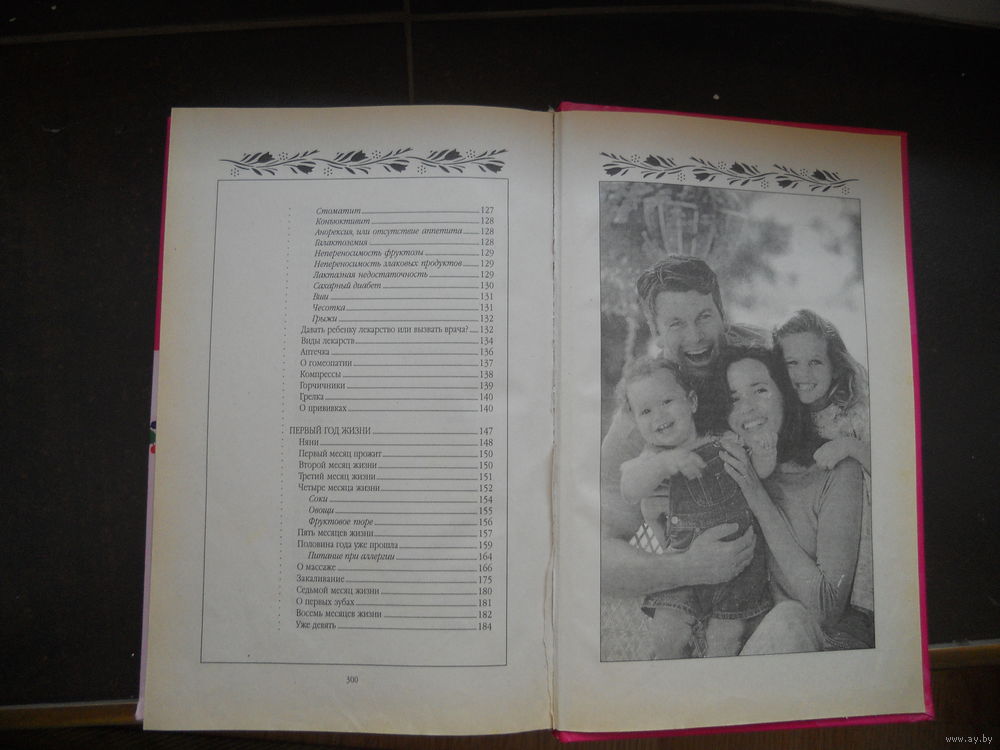 Стоматит 127
Коньюктивит 128
Анорексия, или отсутствие аппетита 128
Галактоземия 128
Непереносимость фруктозы 129
Непереносимость злаковых продуктов 129
Лактазная недостаточность 129
Сахарный диабет 130
Вши 131
Чесотка 131
Грыжи 132
Давать ребенку лекарство или вызвать врача? 132
Виды лекарств 134
Аптечка 136
О гомеопатии 137
Компрессы 138
Горчичники 139
Грелка 140
О прививках 140
ПЕРВЫЙ ГОД ЖИЗНИ 147
Няни 148
Первый месяц прожит 150
Второй месяц жизни 150
Третий месяц жизни 151
Четыре месяца жизни 152
Соки 154
Овощи 155
Фруктовое пюре 156
Пять месяцев жизни 157
Половина года уже прошла 159
Питание при аллергии 164
О массаже 166
Закаливание 175
Седьмой месяц жизни 180
О первых зубах 181
Восемь месяцев жизни 182
Уже девять 184
300
www.ay.by